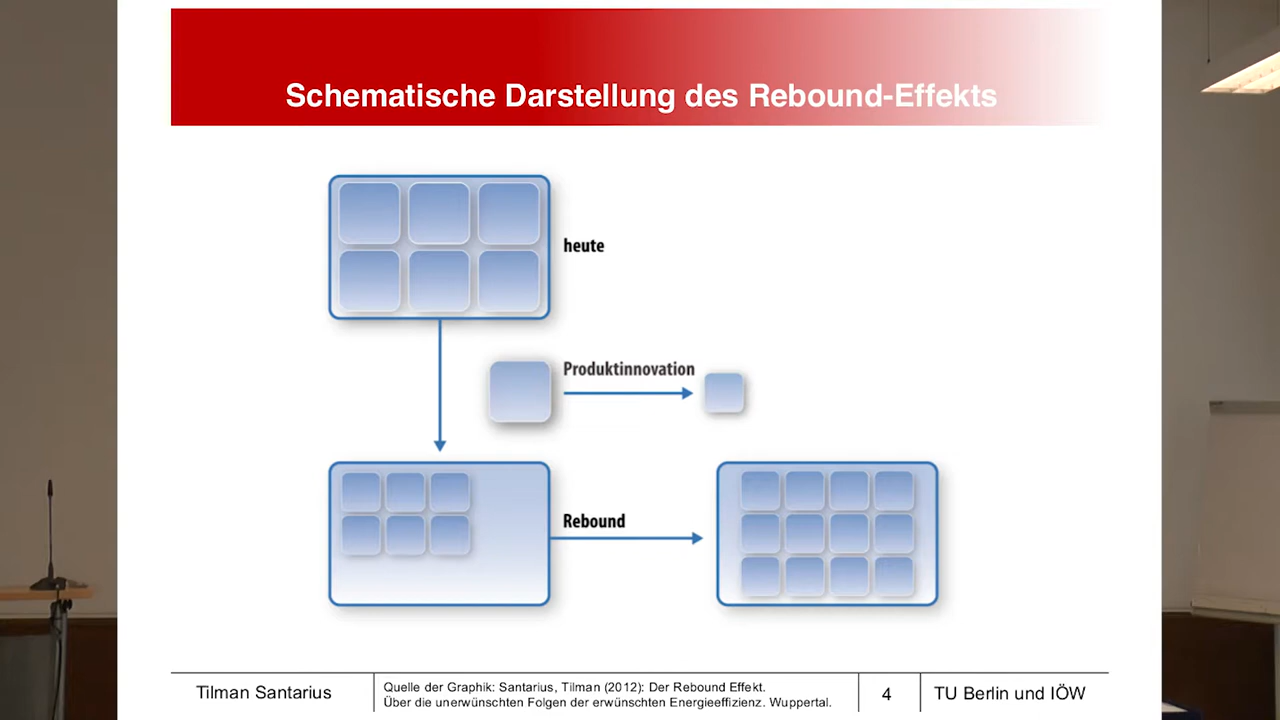 Schematische Darstellung des Rebound-Effekts
heute
Produktinnovation
Rebound
Tilman Santarius
Quelle der Graphik: Santarius, Tilman (2012): Der Rebound Effekt.
Über die unerwünschten Folgen der erwünschten Energieeffizienz. Wuppertal.
4
TU Berlin und IÖW